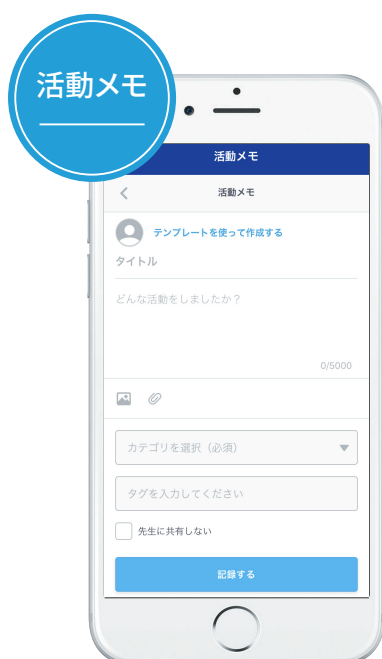 活動メモ
活動メモ
活動メモ
テンプレートを使って作成する
タイトル
どんな活動をしましたか？
0/5000
カテゴリを選択（必須）
タグを入力してください
先生に共有しない
記録する